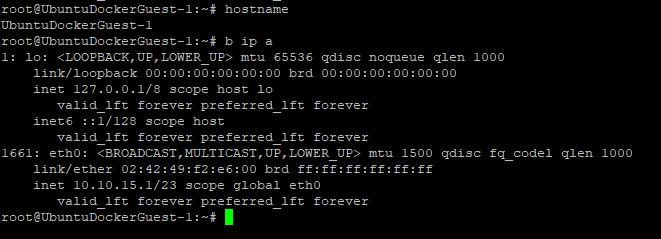 root@UbuntuDockerGuest-1:~# hostname
UbuntuDockerGuest-1
root@UbuntuDockerGuest-1:~# b ip a
1: lo: <LOOPBACK,UP,LOWER_UP> mtu 65536 qdisc noqueue qlen 1000
    link/loopback 00:00:00:00:00:00 brd 00:00:00:00:00:00
    inet 127.0.0.1/8 scope host lo
       valid_lft forever preferred_lft forever
    inet6 ::1/128 scope host
       valid_lft forever preferred_lft forever
1661: eth0: <BROADCAST,MULTICAST,UP,LOWER_UP> mtu 1500 qdisc fq_codel qlen 1000
    link/ether 02:42:49:f2:e6:00 brd ff:ff:ff:ff:ff:ff
    inet 10.10.15.1/23 scope global eth0
       valid_lft forever preferred_lft forever
root@UbuntuDockerGuest-1:~#